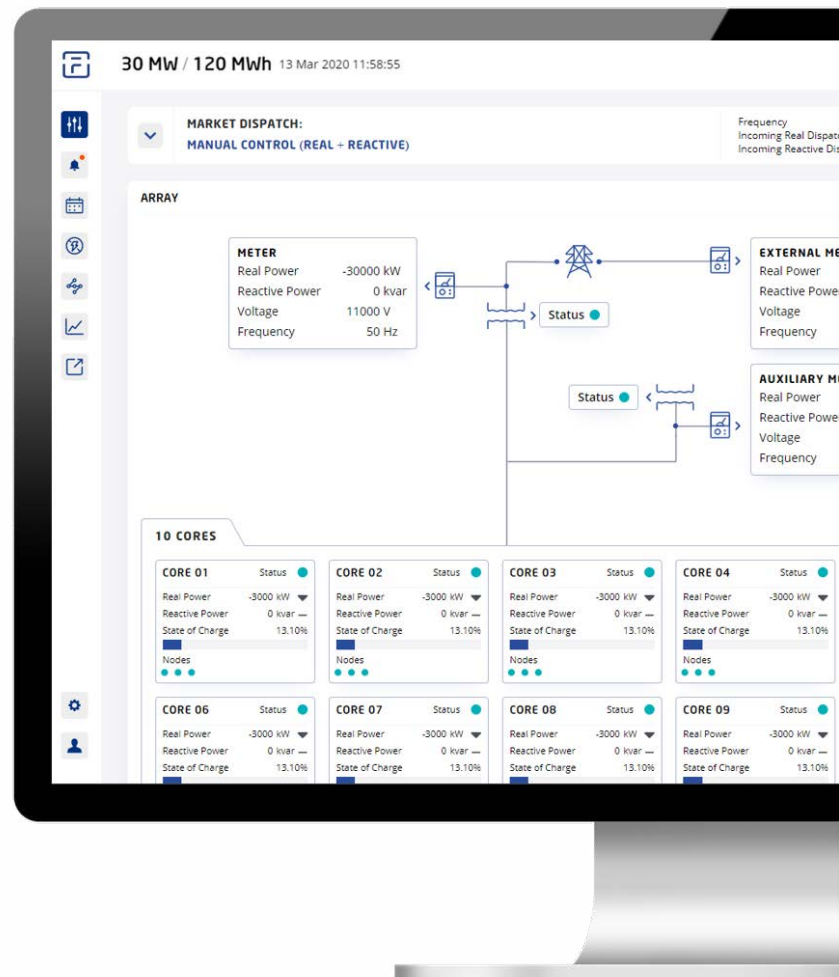 30 MW / 120 MWh 13 Mar 2020 11:58:55
MARKET DISPATCH:
MANUAL CONTROL (REAL + REACTIVE)
Frequency
Incoming Real
Incoming Reactive
ARRAY
METER
Real Power -30000 kW
Reactive Power 0 kvar
Voltage 11000 V
Frequency 50 Hz
Status
EXTERNAL
Real Power
Reactive
Voltage
Frequency
Status
AUXILIARY
Real Power
Reactive
Voltage
Frequency
10 CORES
CORE 01 Status
Real Power -3000 kW
Reactive Power 0 kvar
State of Charge 13.10%
Nodes
CORE 02 Status
Real Power -3000 kW
Reactive Power 0 kvar
State of Charge 13.10%
Nodes
CORE 03 Status
Real Power -3000 kW
Reactive Power 0 kvar
State of Charge 13.10%
Nodes
CORE 04 Status
Real Power -3000 kW
Reactive Power 0 kvar
State of Charge 13.10%
Nodes
CORE 06 Status
Real Power -3000 kW
Reactive Power 0 kvar
State of Charge 13.10%
CORE 07 Status
Real Power -3000 kW
Reactive Power 0 kvar
State of Charge 13.10%
CORE 08 Status
Real Power -3000 kW
Reactive Power 0 kvar
State of Charge 13.10%
CORE 09 Status
Real Power -3000 kW
Reactive Power 0 kvar
State of Charge 13.10%